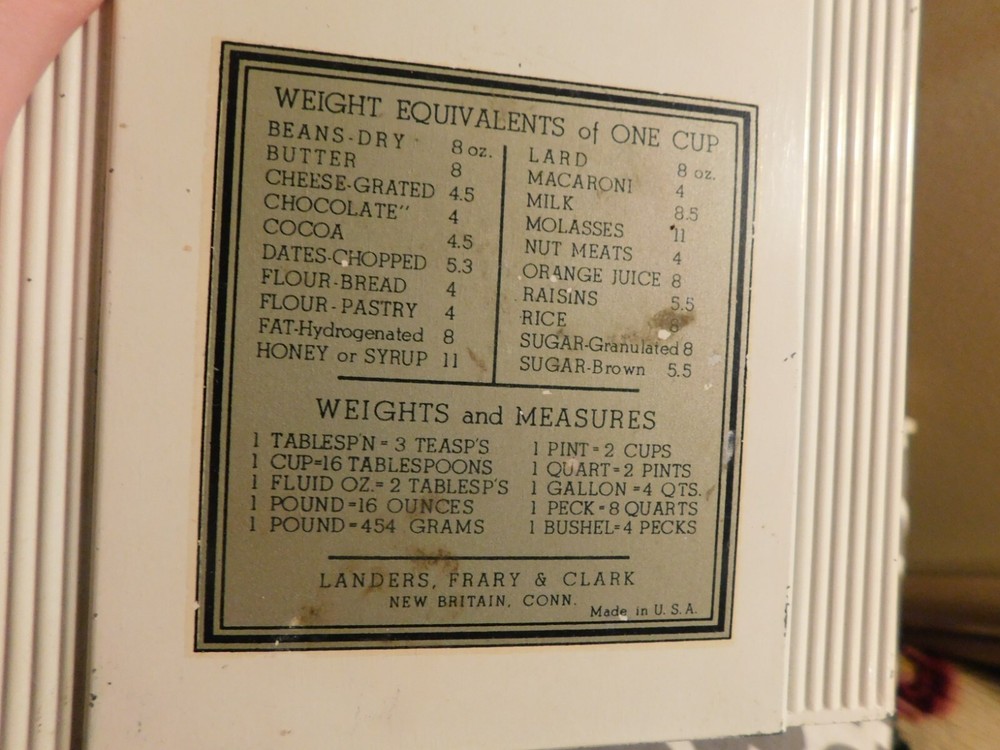 WEIGHT EQUIVALENTS of ONE CUP
BEANS-DRY 8 oz.
BUTTER 8
CHEESE-GRATED 4.5
CHOCOLATE" 4
COCOA 4.5
DATES-CHOPPED 5.3
FLOUR-BREAD 4
FLOUR-PASTRY 4
FAT-Hydrogenated 8
HONEY or SYRUP 11
LARD 8 oz.
MACARONI 4
MILK 8.5
MOLASSES 11
NUT MEATS 4
ORANGE JUICE 8
RAISINS 5.5
RICE 8
SUGAR-Granulated 8
SUGAR-Brown 5.5
WEIGHTS and MEASURES
1 TABLESP'N=3 TEASP'S
1 CUP=16 TABLESPOONS
1 FLUID OZ.=2 TABLESP'S
1 POUND=16 OUNCES
1 POUND=454 GRAMS
1 PINT=2 CUPS
1 QUART=2 PINTS
1 GALLON=4 QTS.
1 PECK=8 QUARTS
1 BUSHEL=4 PECKS
LANDERS, FRARY & CLARK
NEW BRITAIN, CONN.
Made in U.S.A.